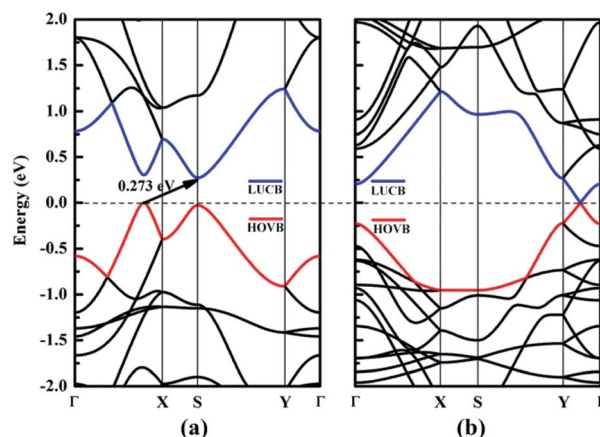 (a)
(b)
Energy (eV)
2.0
1.5
1.0
0.5
0.0
-0.5
-1.0
-1.5
-2.0
0.273 eV
LUCB
HOVB
LUCB
HOVB
Γ X S Y Γ
X S Y
(a) (b)